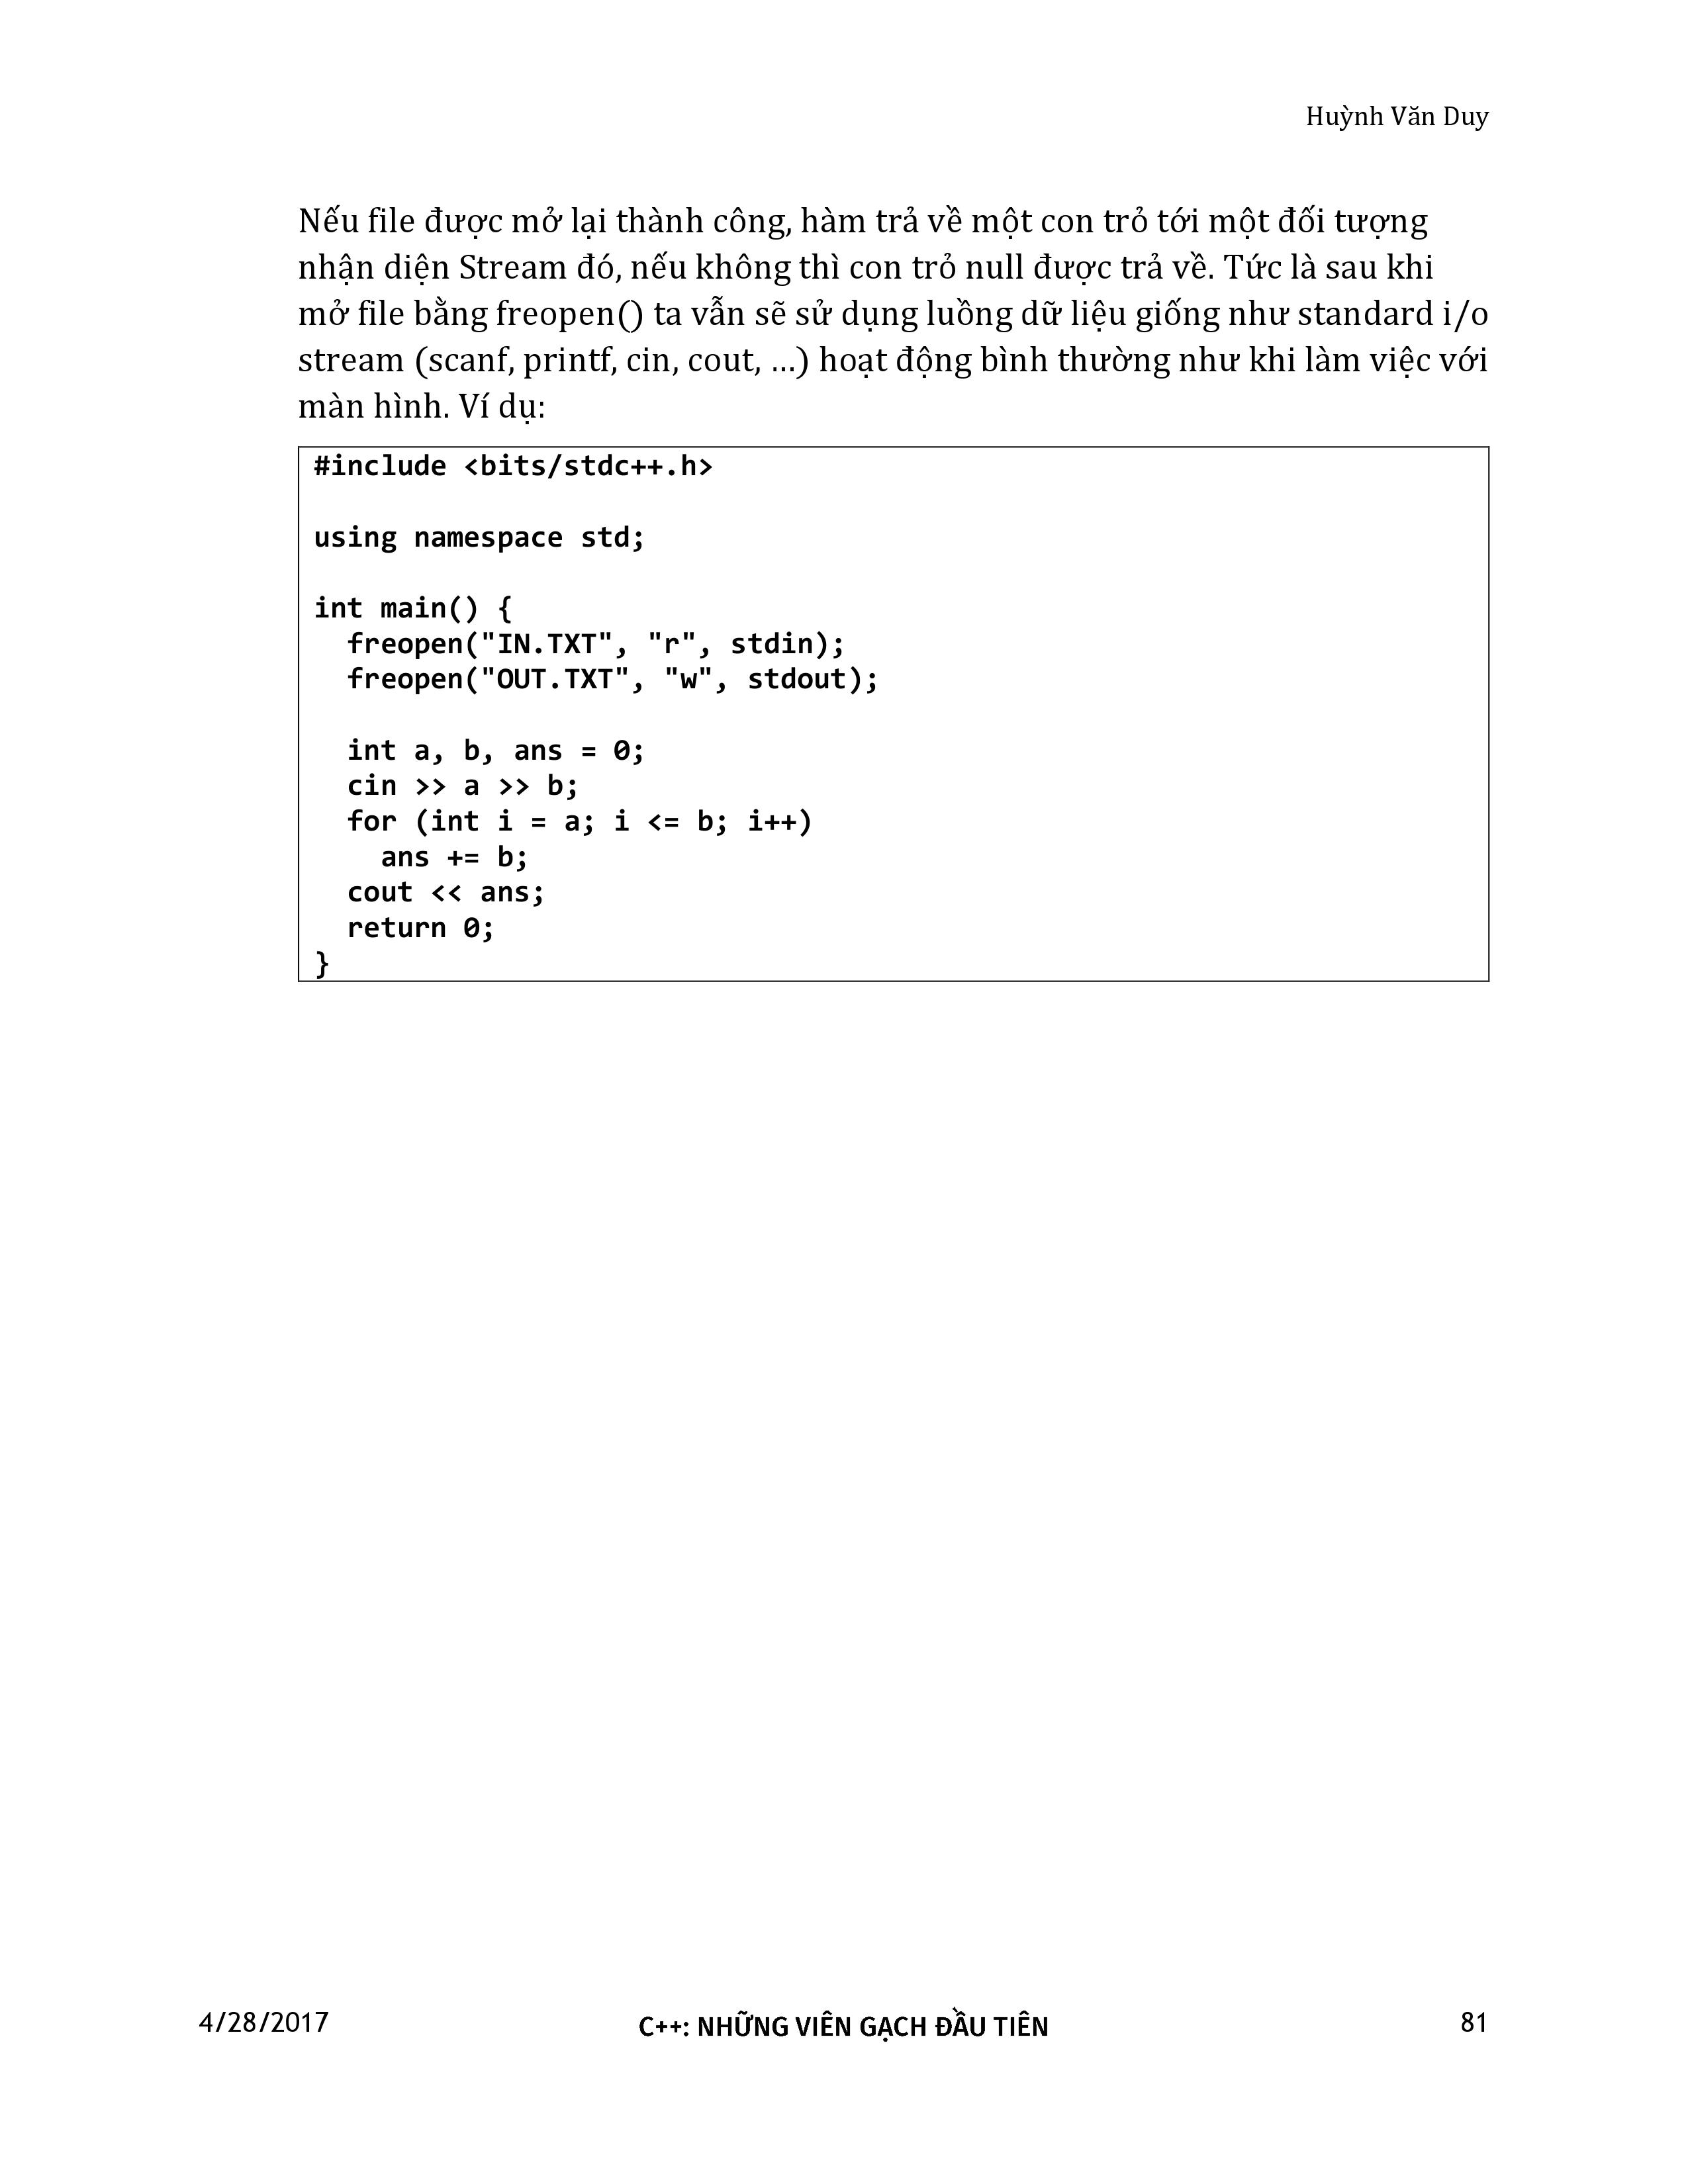 Huỳnh Văn Duy
Nếu file được mở lại thành công, hàm trả về một con trỏ tới một đối tượng
nhận diện Stream đó, nếu không thì con trỏ null được trả về. Tức là sau khi
mở file bằng freopen() ta vẫn sẽ sử dụng luồng dữ liệu giống như standard i/o
stream (scanf, printf, cin, cout, ...) hoạt động bình thường như khi làm việc với
màn hình. Ví dụ:
#include <bits/stdc++.h>
using namespace std;
int main() {
  freopen("IN.TXT", "r", stdin);
  freopen("OUT.TXT", "w", stdout);
  int a, b, ans = 0;
  cin >> a >> b;
  for (int i = a; i <= b; i++)
    ans += b;
  cout << ans;
  return 0;
}
4/28/2017 C++: NHỮNG VIÊN GẠCH ĐẦU TIÊN 81